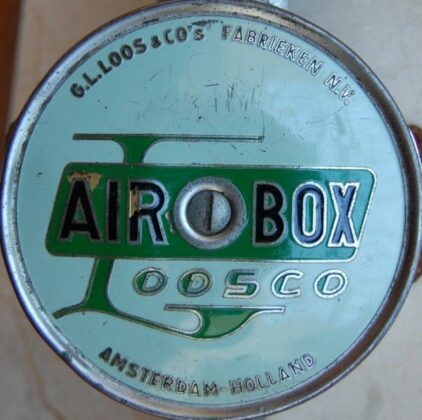 G.L.LOOS & CO'S FABRIEKEN N.V.
AIR BOX
LOOSCO
AMSTERDAM-HOLLAND